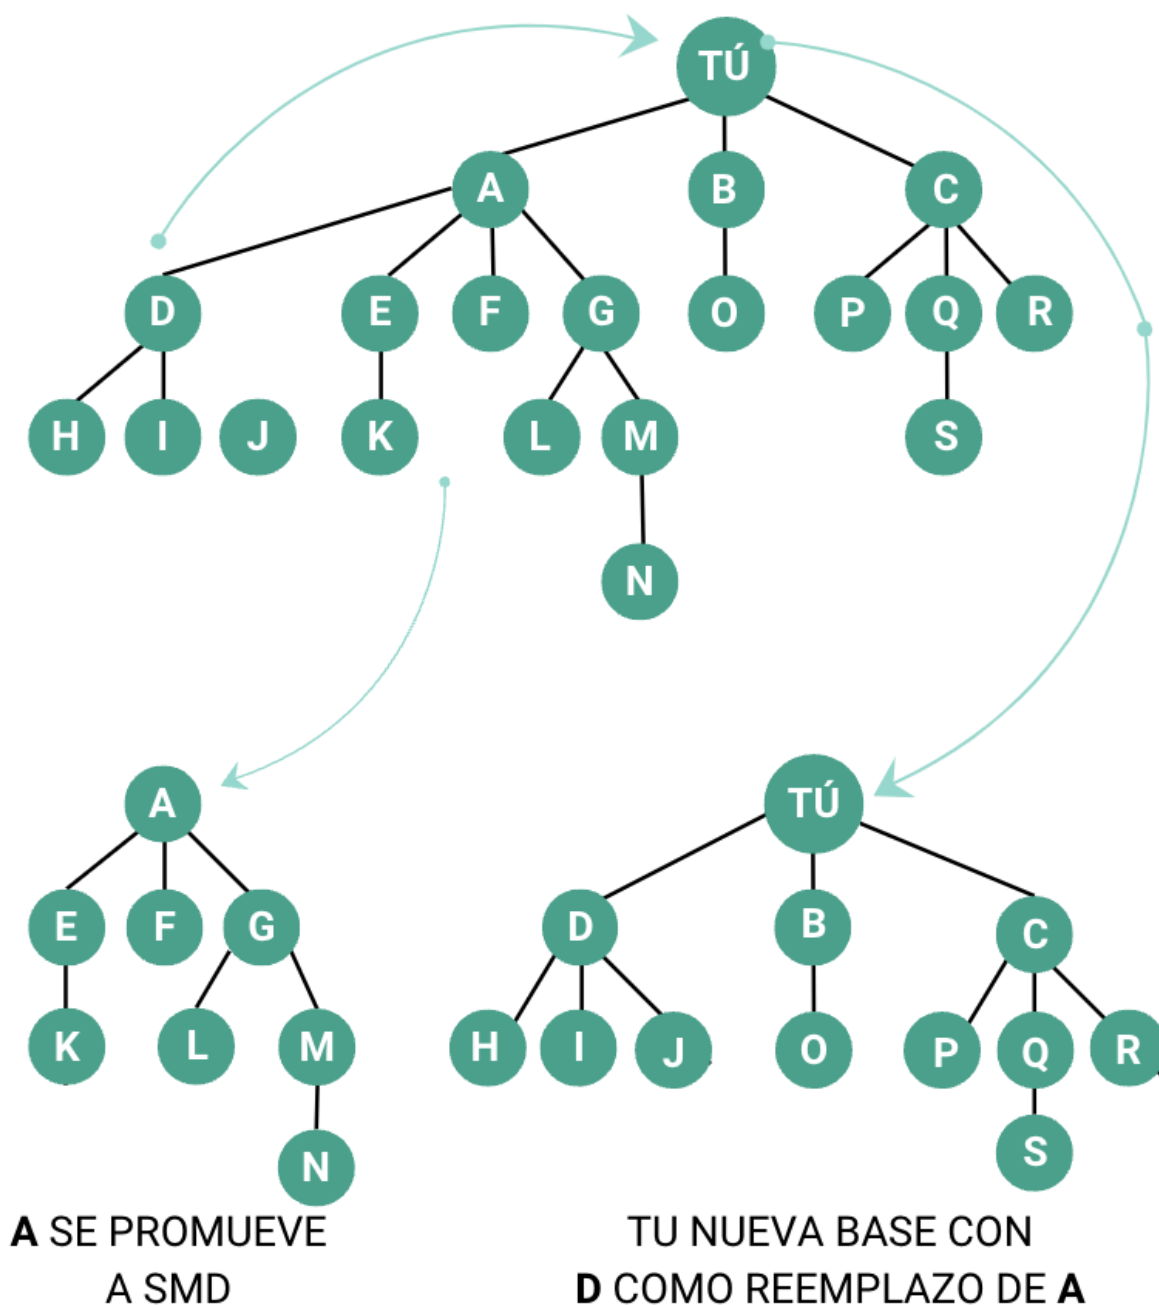 TÚ
A B C
D E F G O P Q R
H I J K L M S
N
A TÚ
E F G D B C
K L M H I J O P Q R
N S
A SE PROMUEVE
A SMD
TU NUEVA BASE CON
D COMO REEMPLAZO DE A